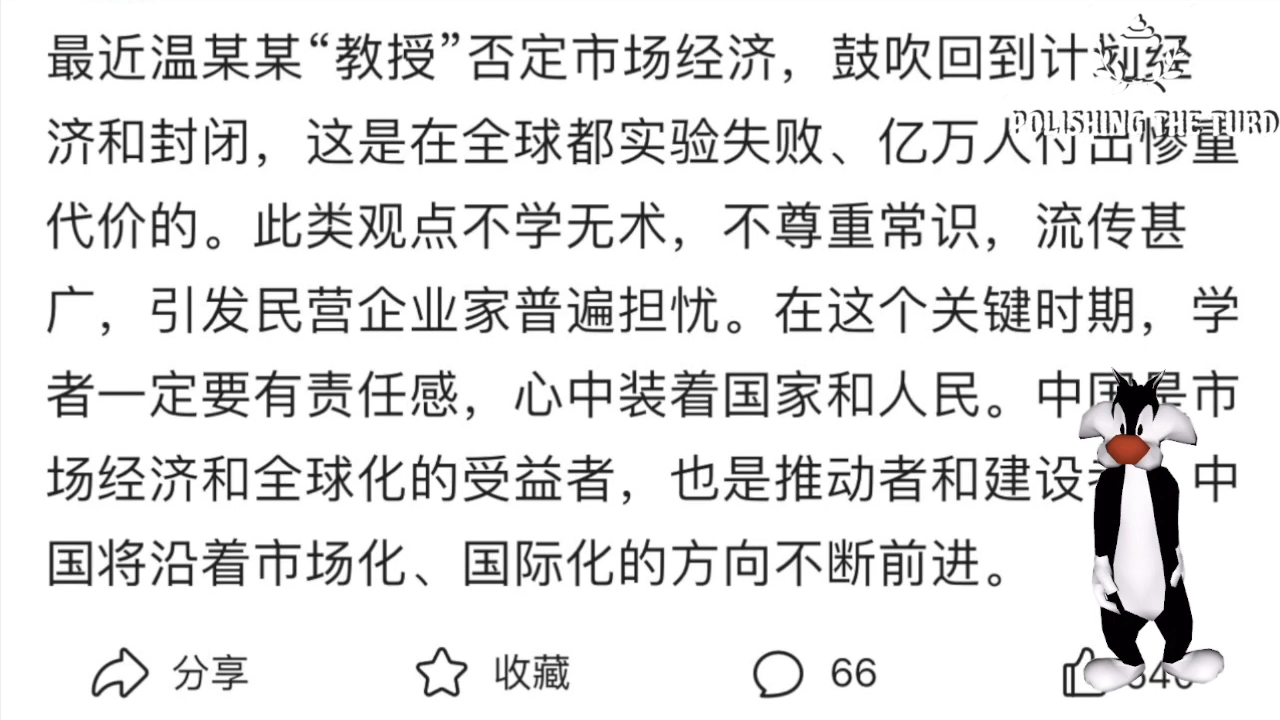 最近温某某“教授”否定市场经济，鼓吹回到计划经
济和封闭，这是在全球都实验失败、亿万人付出惨重
代价的。此类观点不学无术，不尊重常识，流传甚
广，引发民营企业家普遍担忧。在这个关键时期，学
者一定要有责任感，心中装着国家和人民。中国是市
场经济和全球化的受益者，也是推动者和建设 中
国将沿着市场化、国际化的方向不断前进。
POLISHING THE TURD
分享 收藏 66